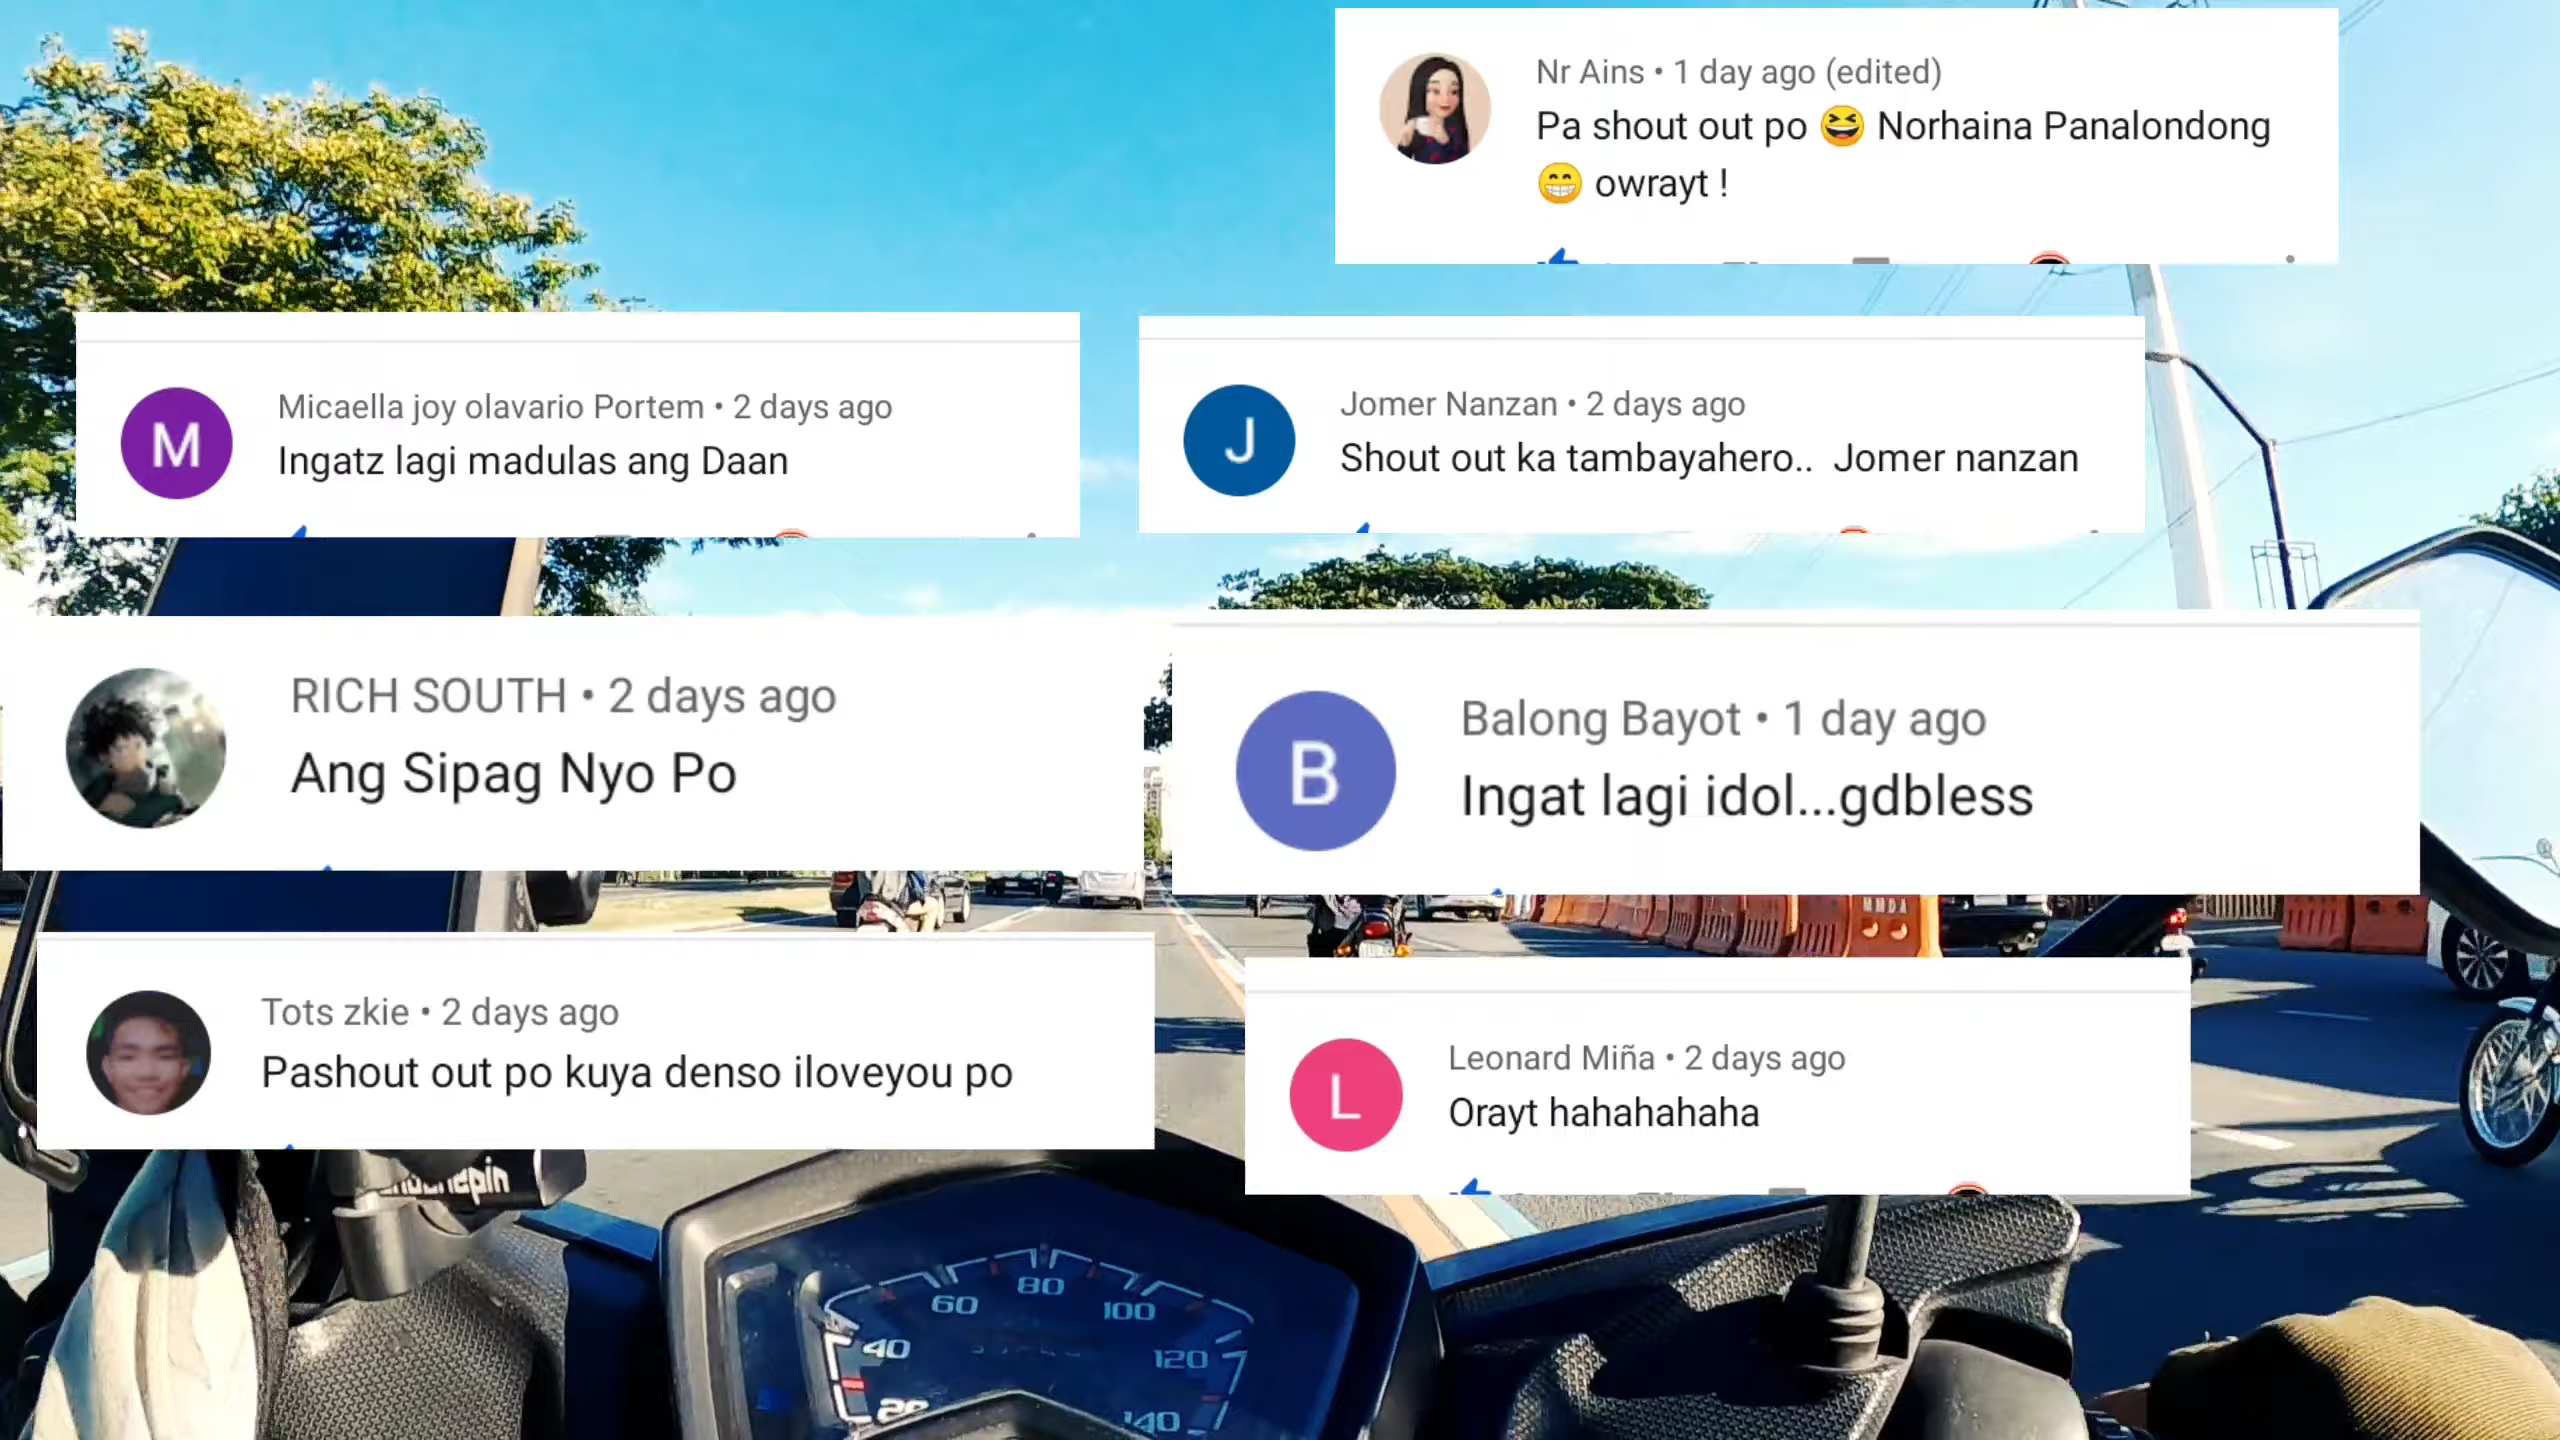 Nr Ains • 1 day ago (edited)
Pa shout out po 😆 Norhaina Panalondong
😁 owrayt !
M
Micaella joy olavario Portem • 2 days ago
Ingatz lagi madulas ang Daan
J
Jomer Nanzan • 2 days ago
Shout out ka tambayahero.. Jomer nanzan
RICH SOUTH • 2 days ago
Ang Sipag Nyo Po
B
Balong Bayot • 1 day ago
Ingat lagi idol...gdbless
MMDA
Tots zkie • 2 days ago
Pashout out po kuya denso iloveyou po
L
Leonard Miña • 2 days ago
Orayt hahahahaha
20
40
60
80
100
120
140